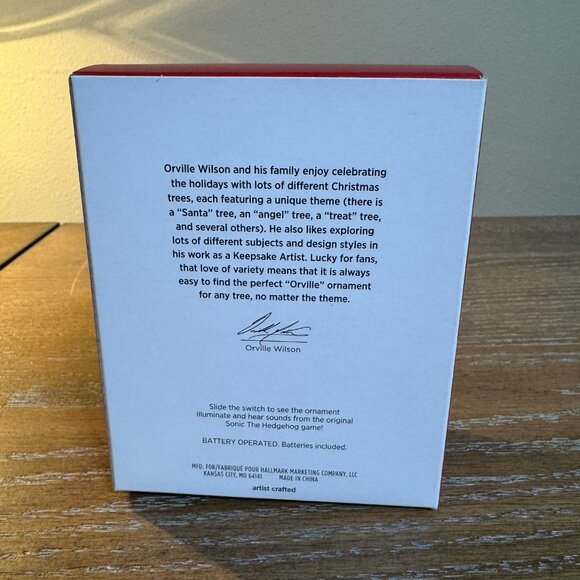 Orville Wilson and his family enjoy celebrating
the holidays with lots of different Christmas
trees, each featuring a unique theme (there is
a “Santa” tree, an “angel” tree, a “treat” tree,
and several others). He also likes exploring
lots of different subjects and design styles in
his work as a Keepsake Artist. Lucky for fans,
that love of variety means that it is always
easy to find the perfect “Orville” ornament
for any tree, no matter the theme.
Orville Wilson
Slide the switch to see the ornament
illuminate and hear sounds from the original
Sonic The Hedgehog game!
BATTERY OPERATED. Batteries included.
MFD. FOR/FABRIQUÉ POUR HALLMARK MARKETING COMPANY, LLC
KANSAS CITY, MO 64141 MADE IN CHINA
artist crafted